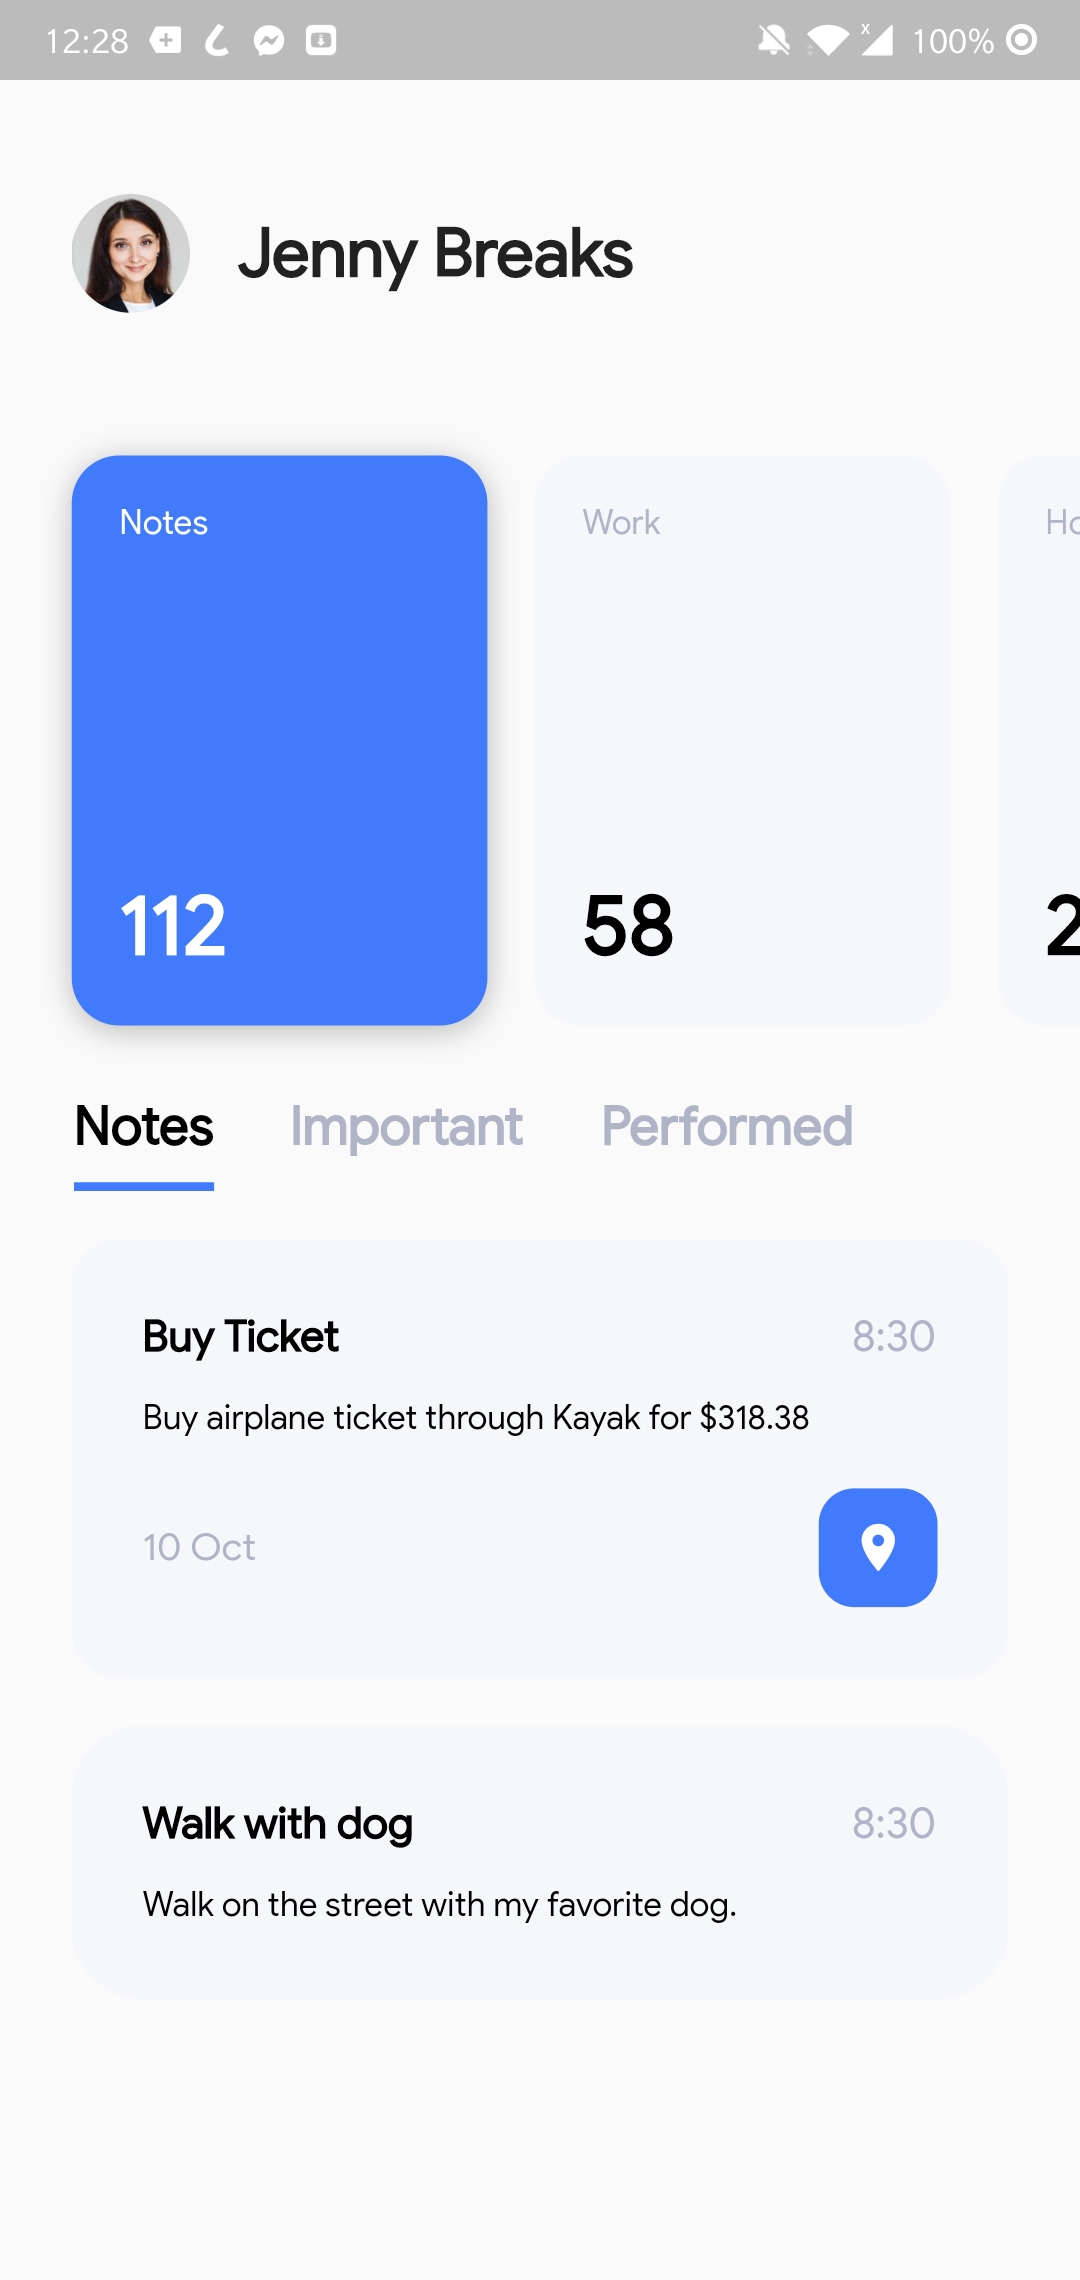 12:28
100%
Jenny Breaks
Notes
Work
112
58
Notes
Important
Performed
Buy Ticket
8:30
Buy airplane ticket through Kayak for $318.38
10 Oct
Walk with dog
8:30
Walk on the street with my favorite dog.